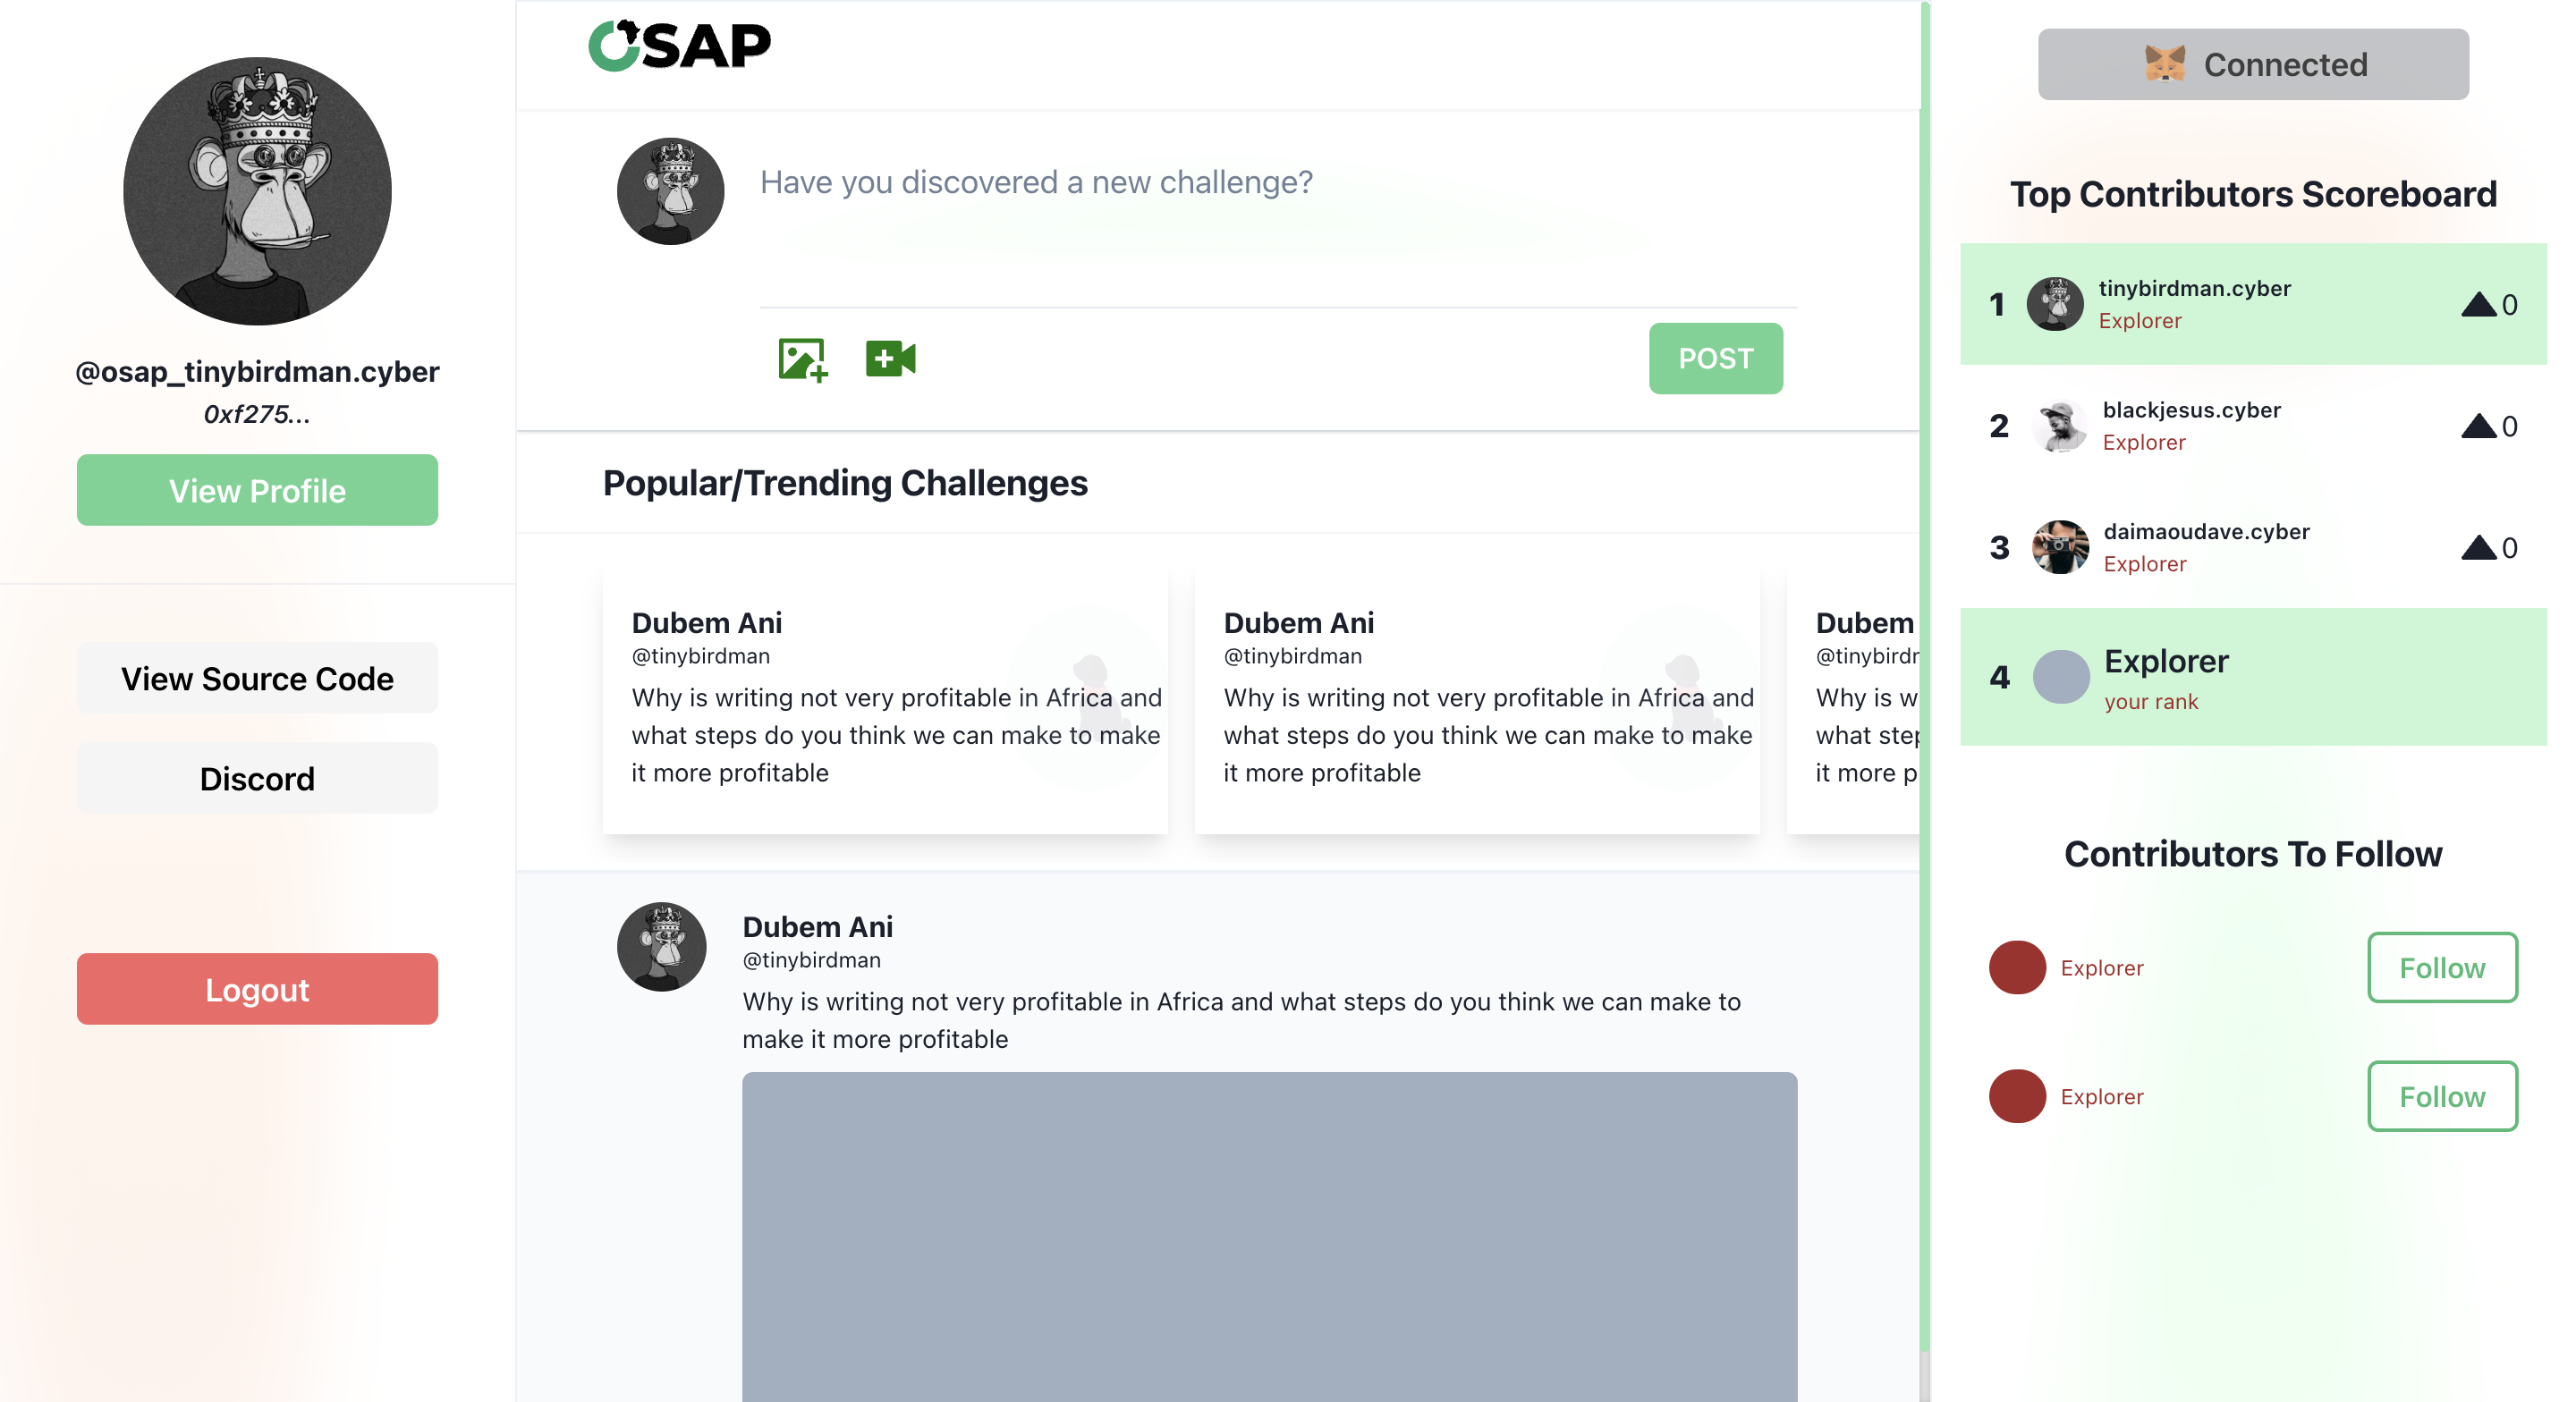 @osap_tinybirdman.cyber
0xf275...
View Profile
View Source Code
Discord
Logout
OSAP
Have you discovered a new challenge?
POST
Popular/Trending Challenges
Dubem Ani
@tinybirdman
Why is writing not very profitable in Africa and
what steps do you think we can make to make
it more profitable
Dubem Ani
@tinybirdman
Why is writing not very profitable in Africa and
what steps do you think we can make to make
it more profitable
Dubem
@tinybirdr
Why is w
what step
it more p
Dubem Ani
@tinybirdman
Why is writing not very profitable in Africa and what steps do you think we can make to
make it more profitable
Connected
Top Contributors Scoreboard
1 tinybirdman.cyber 0
Explorer
2 blackjesus.cyber 0
Explorer
3 daimaoudave.cyber 0
Explorer
4 Explorer
your rank
Contributors To Follow
Explorer Follow
Explorer Follow